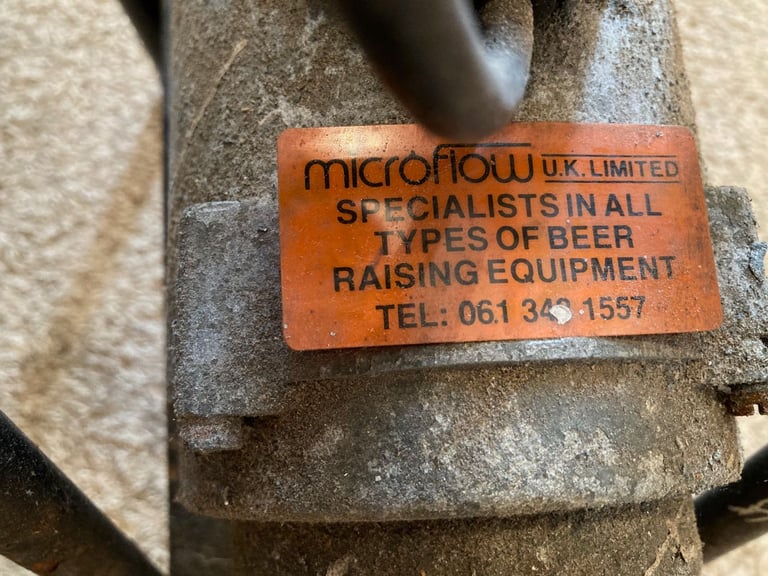 microflow U.K. LIMITED
SPECIALISTS IN ALL
TYPES OF BEER
RAISING EQUIPMENT
TEL: 061 1557